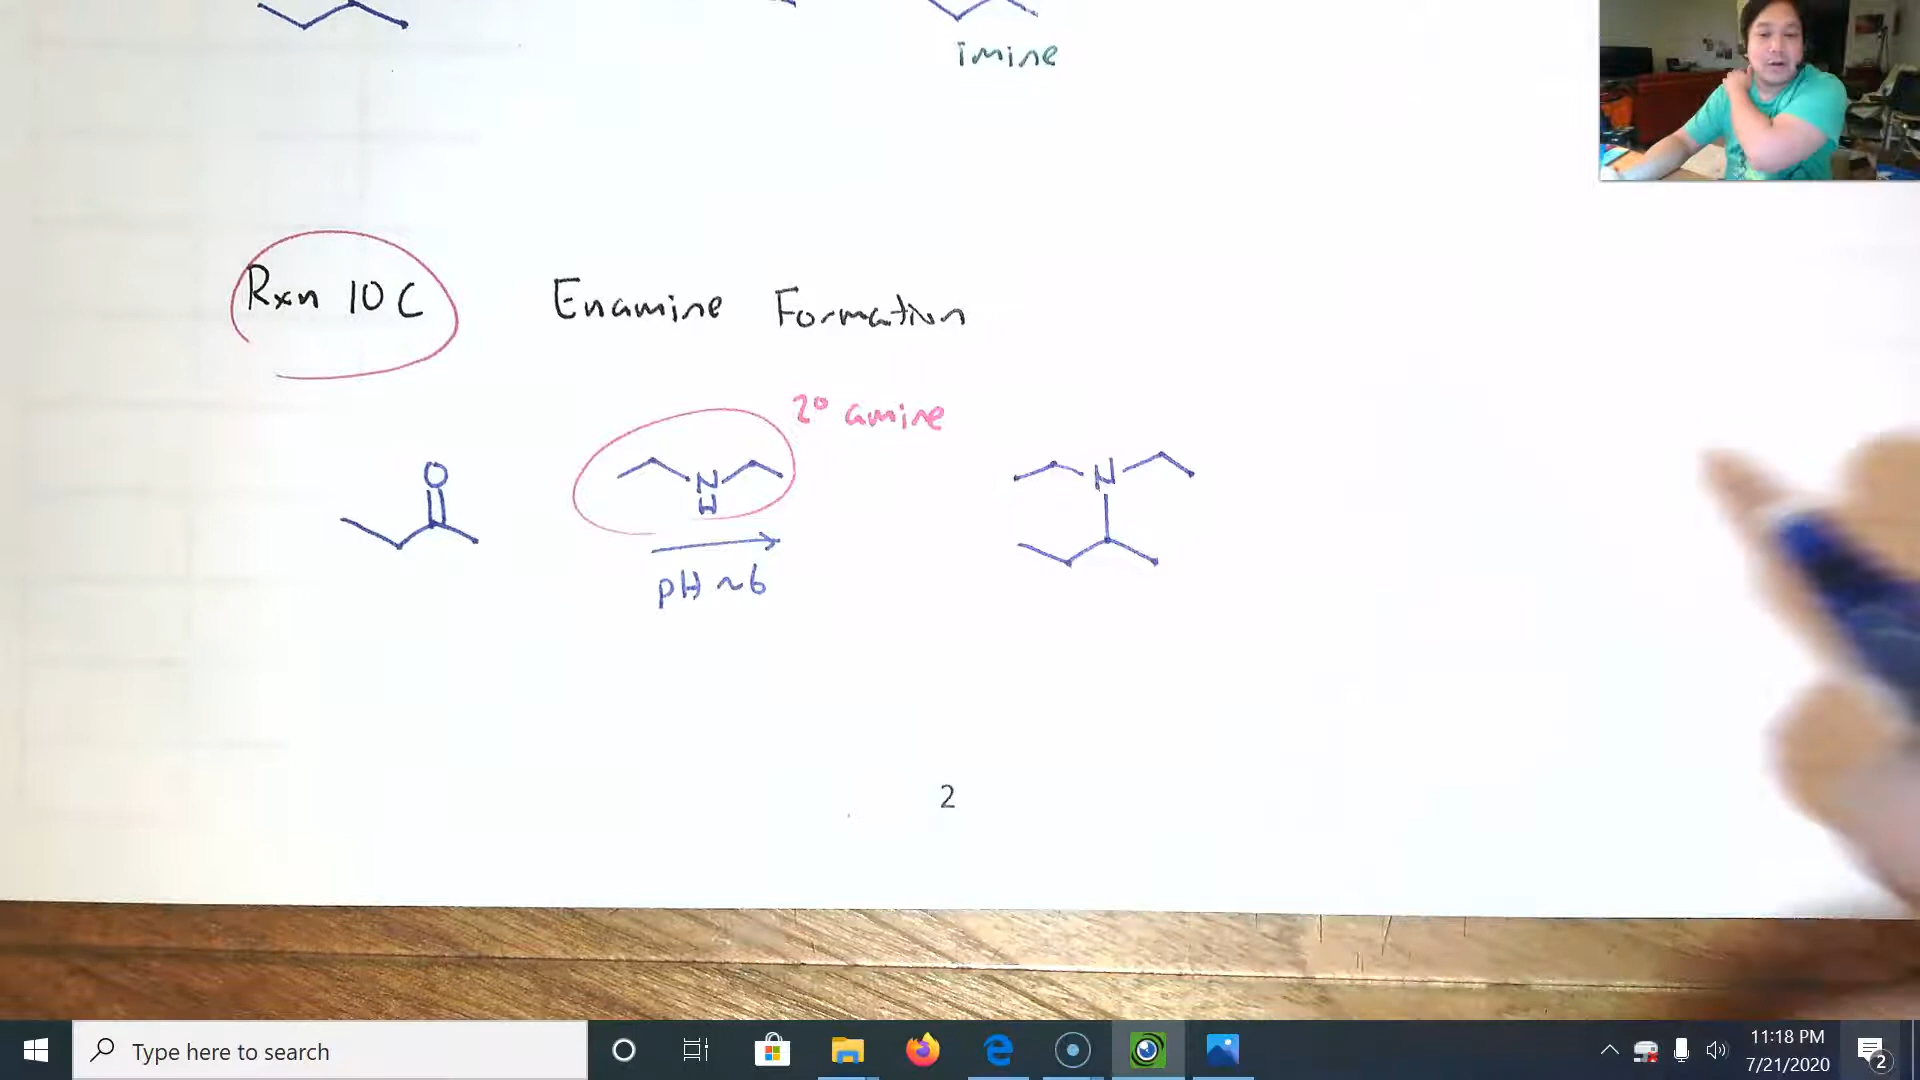 imine
Rxn 10 C
Enamine Formation
2° amine
O
N
H
N
pH ~6
2
Type here to search
11:18 PM
7/21/2020
2